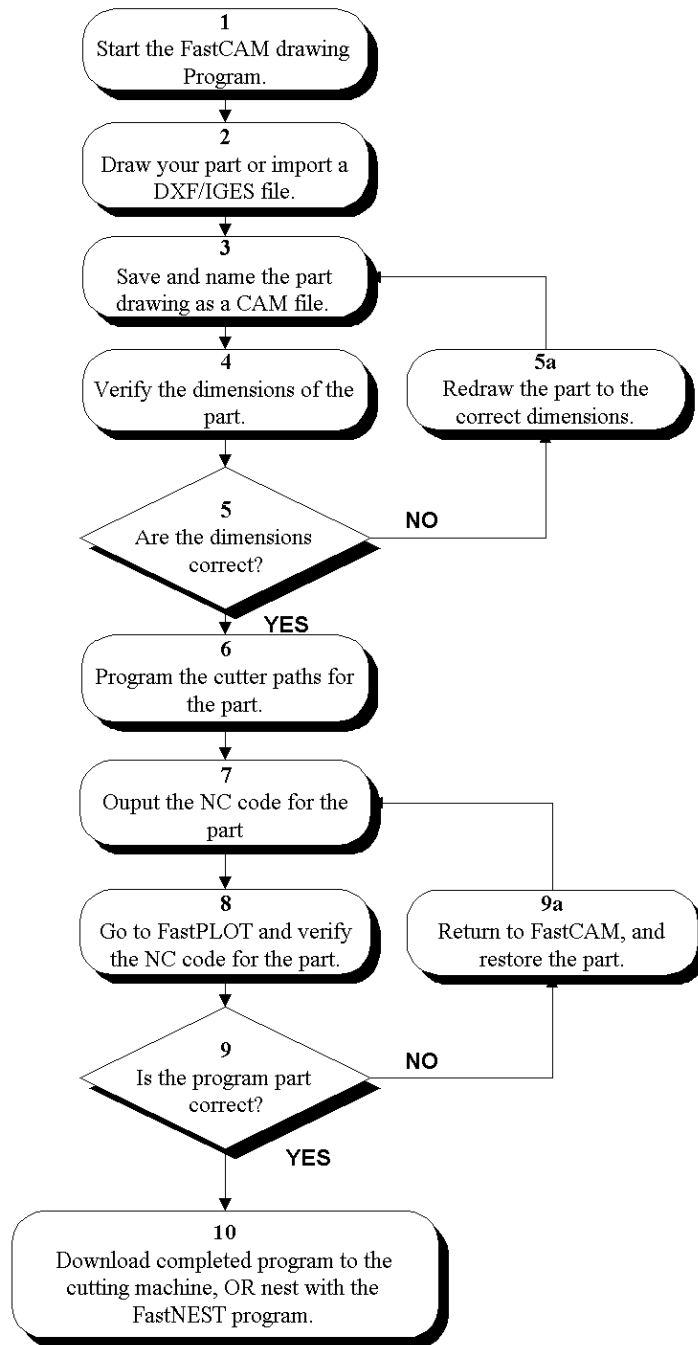 1
Start the FastCAM drawing
Program.
2
Draw your part or import a
DXF/IGES file.
3
Save and name the part
drawing as a CAM file.
4
Verify the dimensions of the
part.
5a
Redraw the part to the
correct dimensions.
5
Are the dimensions
correct?
NO
YES
6
Program the cutter paths for
the part.
7
Ouput the NC code for the
part
8
Go to FastPLOT and verify
the NC code for the part.
9a
Return to FastCAM, and
restore the part.
9
Is the program part
correct?
NO
YES
10
Download completed program to the
cutting machine, OR nest with the
FastNEST program.